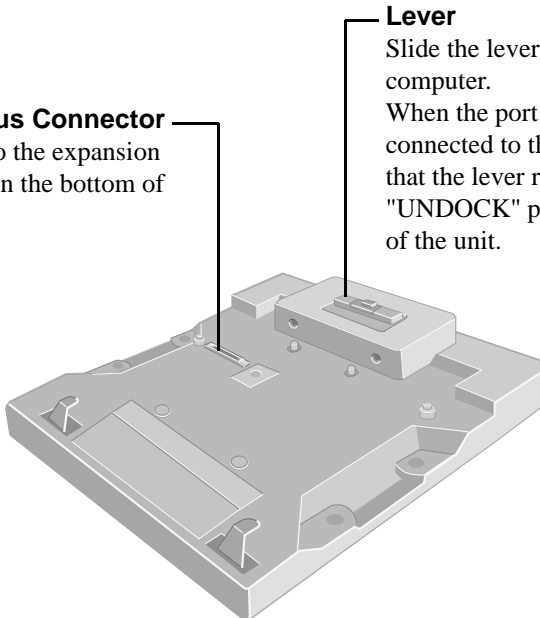 Lever
Slide the lever
computer.
When the port
connected to th
that the lever r
"UNDOCK" p
of the unit.
us Connector
o the expansion
n the bottom of